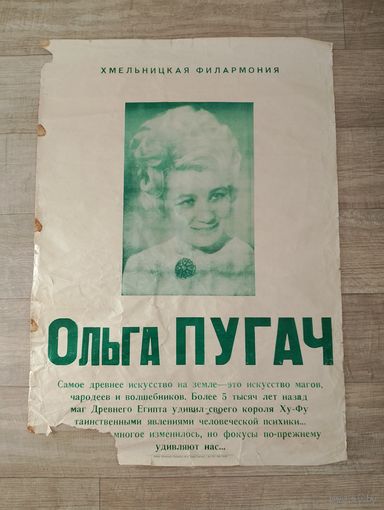 ХМЕЛЬНИЦКАЯ ФИЛАРМОНИЯ
ОЛЬГА ПУГАЧ
Самое древнее искусство на земле—это искусство магов,
чародеев и волшебников. Более 5 тысяч лет назад
маг Древнего Египта удивил своего короля Ху-Фу
таинственными явлениями человеческой психики...
многое изменилось, но фокусы по-прежнему
удивляют нас...